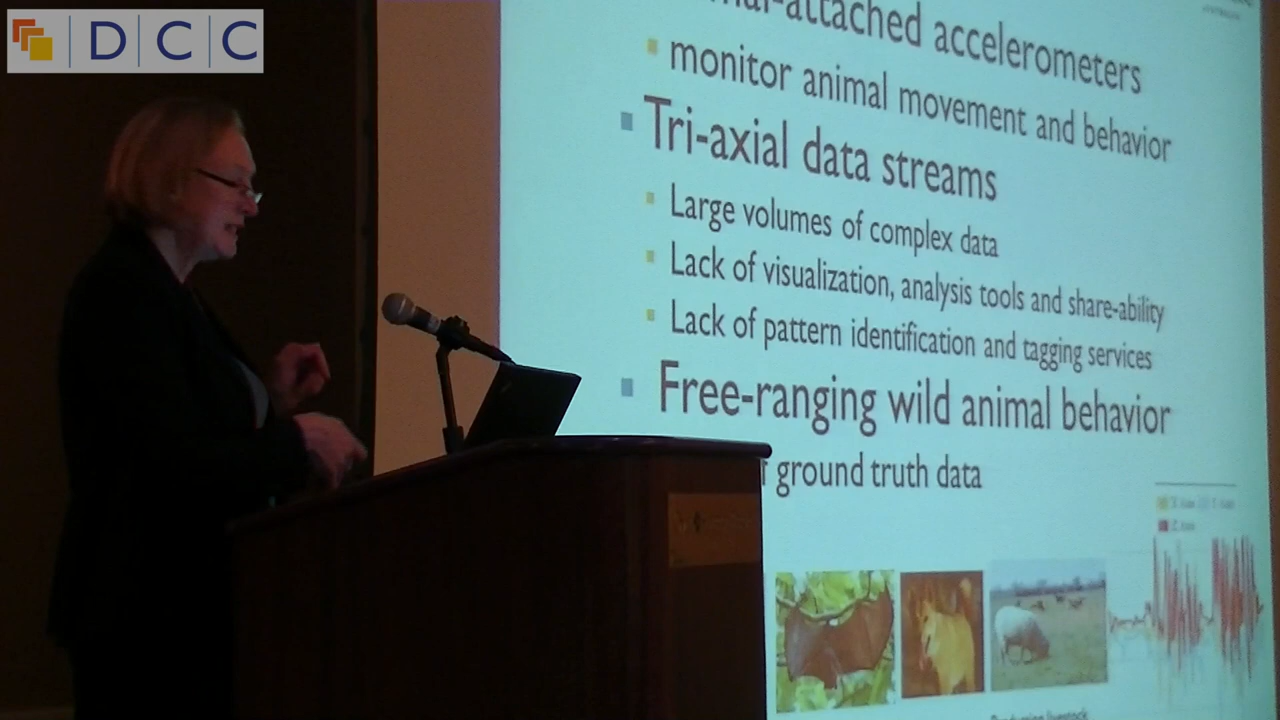 DCC
-attached accelerometers
monitor animal movement and behavior
Tri-axial data streams
Large volumes of complex data
Lack of visualization, analysis tools and share-ability
Lack of pattern identification and tagging services
Free-ranging wild animal behavior
ground truth data